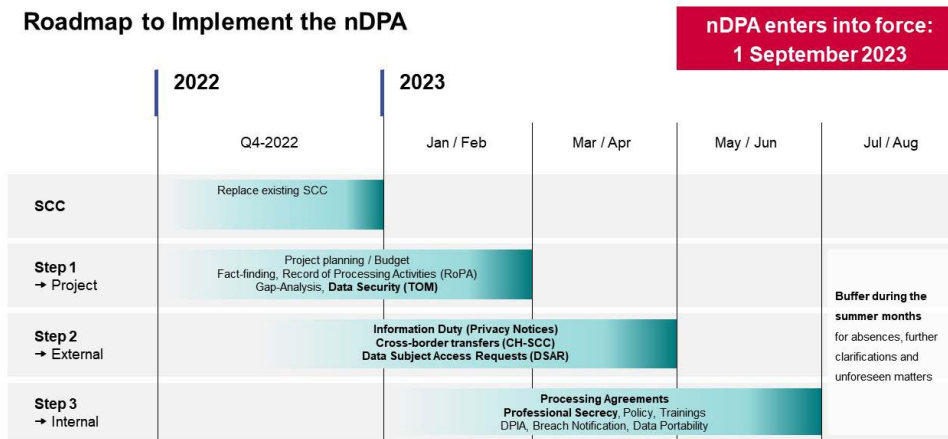 Roadmap to Implement the nDPA
nDPA enters into force:
1 September 2023
2022
2023
Q4-2022
Jan / Feb
Mar / Apr
May / Jun
Jul / Aug
SCC
Replace existing SCC
Step 1
→ Project
Project planning / Budget
Fact-finding, Record of Processing Activities (RoPA)
Gap-Analysis, Data Security (TOM)
Step 2
→ External
Information Duty (Privacy Notices)
Cross-border transfers (CH-SCC)
Data Subject Access Requests (DSAR)
Step 3
→ Internal
Processing Agreements
Professional Secrecy, Policy, Trainings
DPIA, Breach Notification, Data Portability
Buffer during the
summer months
for absences, further
clarifications and
unforeseen matters